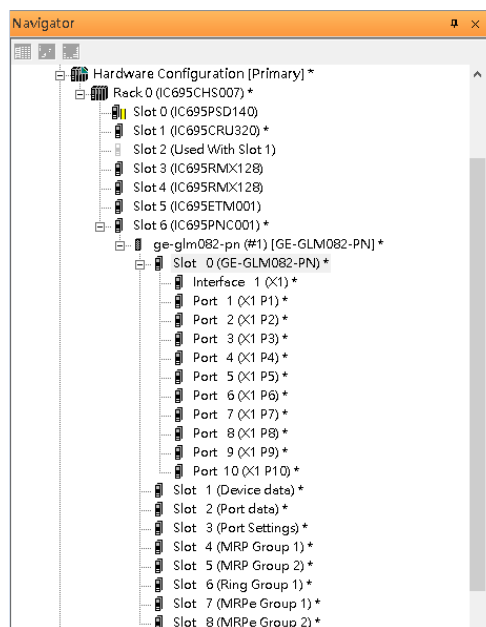 Navigator
Hardware Configuration [Primary] *
Rack 0 (IC695CHS007) *
Slot 0 (IC695PSD140)
Slot 1 (IC695CRU320) *
Slot 2 (Used With Slot 1)
Slot 3 (IC695RMX128)
Slot 4 (IC695RMX128)
Slot 5 (IC695ETM001)
Slot 6 (IC695PNC001) *
ge-glm082-pn (#1) [GE-GLM082-PN] *
Slot 0 (GE-GLM082-PN) *
Interface 1 (X1) *
Port 1 (X1 P1) *
Port 2 (X1 P2) *
Port 3 (X1 P3) *
Port 4 (X1 P4) *
Port 5 (X1 P5) *
Port 6 (X1 P6) *
Port 7 (X1 P7) *
Port 8 (X1 P8) *
Port 9 (X1 P9) *
Port 10 (X1 P10) *
Slot 1 (Device data) *
Slot 2 (Port data) *
Slot 3 (Port Settings) *
Slot 4 (MRP Group 1) *
Slot 5 (MRP Group 2) *
Slot 6 (Ring Group 1) *
Slot 7 (MRPe Group 1) *
Slot 8 (MRPe Group 2) *